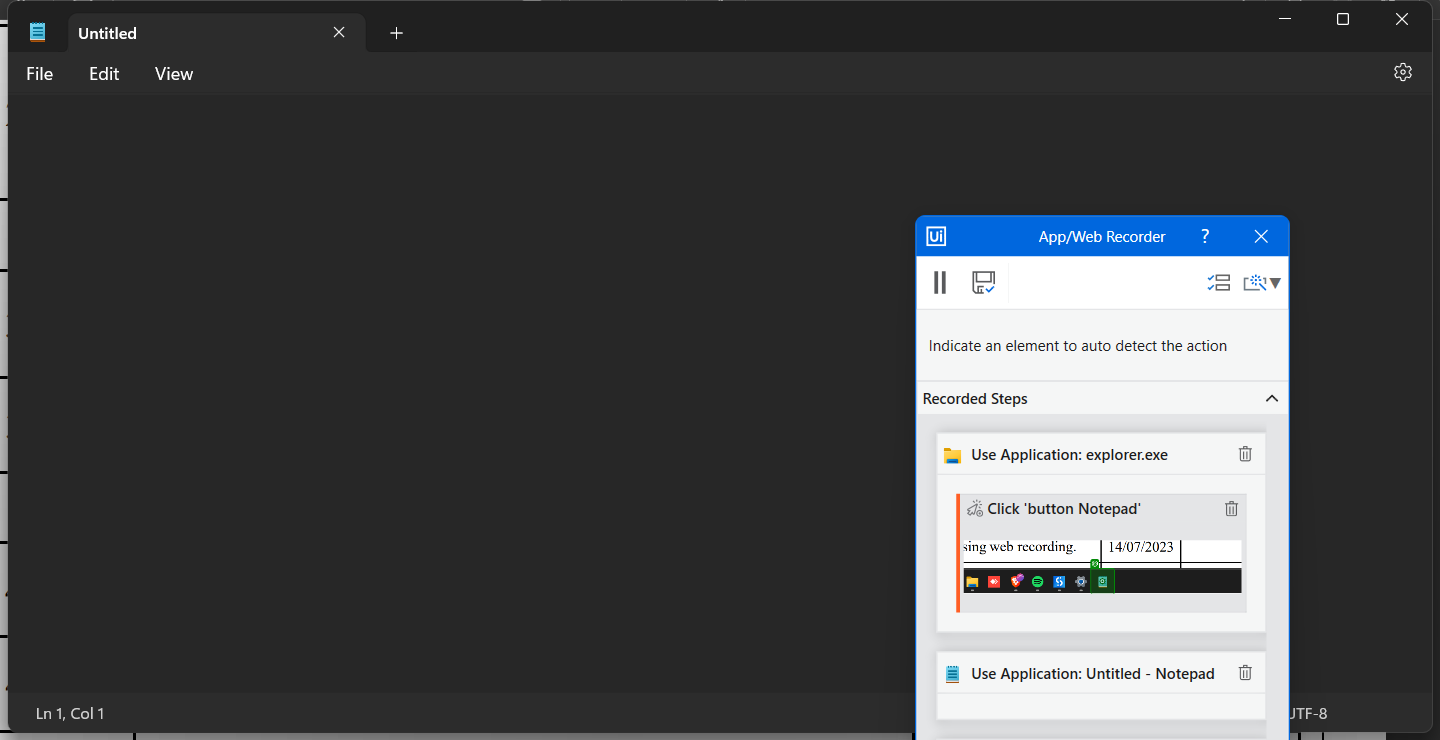 Untitled
File Edit View
Ui App/Web Recorder ?
Indicate an element to auto detect the action
Recorded Steps
Use Application: explorer.exe
Click 'button Notepad'
sing web recording. 14/07/2023
Use Application: Untitled - Notepad
Ln 1, Col 1
UTF-8